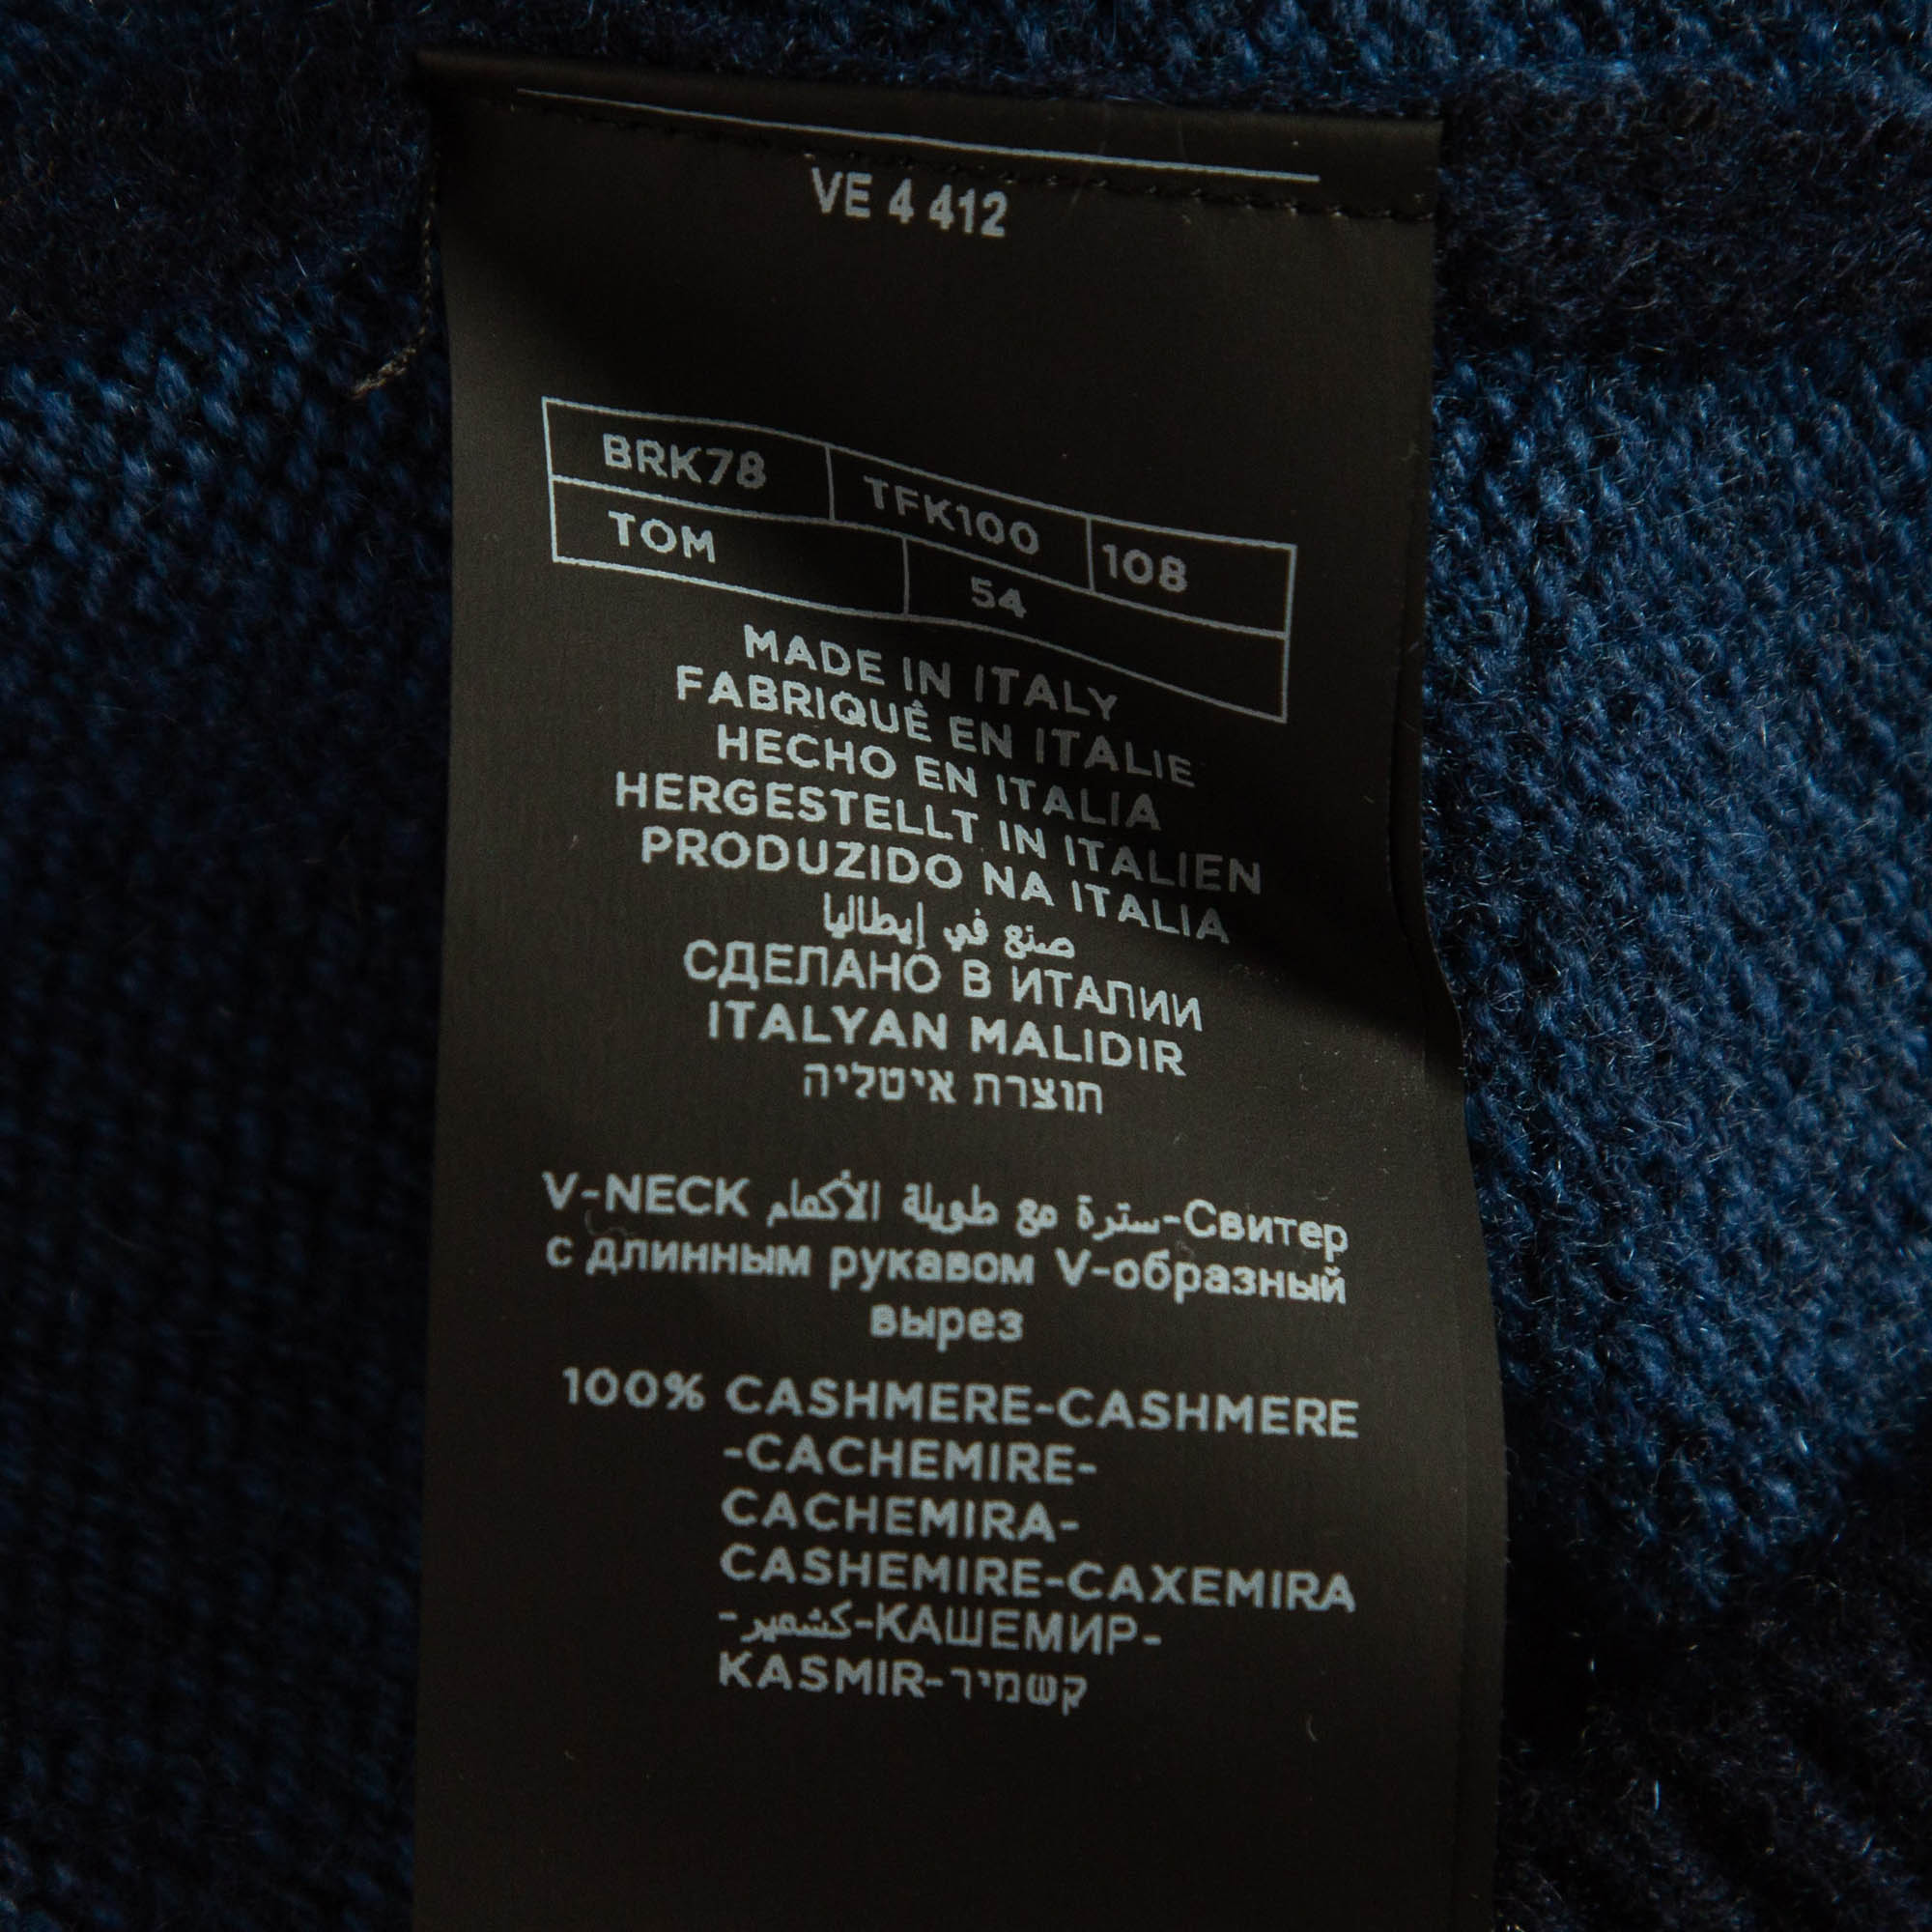 VE 4 412
BRK78 TFK100 108
TOM 54
MADE IN ITALY
FABRIQUÊ EN ITALIE
HECHO EN ITALIA
HERGESTELLT IN ITALIEN
PRODUZIDO NA ITALIA
صنع في إيطاليا
СДЕЛАНО В ИТАЛИИ
ITALYAN MALIDIR
תוצרת איטליה
V-NECK سترة مع طويلة الأكمام-Свитер
с длинным рукавом V-образный
вырез
100% CASHMERE-CASHMERE
-CACHEMIRE-
CACHEMIRA-
CASHEMIRE-CAXEMIRA
-كشمير-КАШЕМИР-
KASMIR-קשמיר